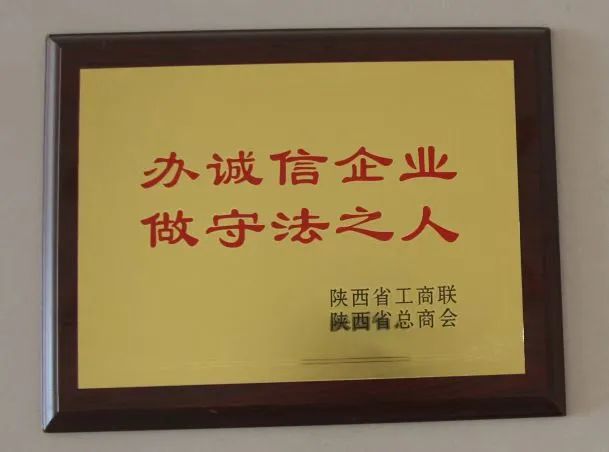 办诚信企业
做守法之人
陕西省工商联
陕西省总商会